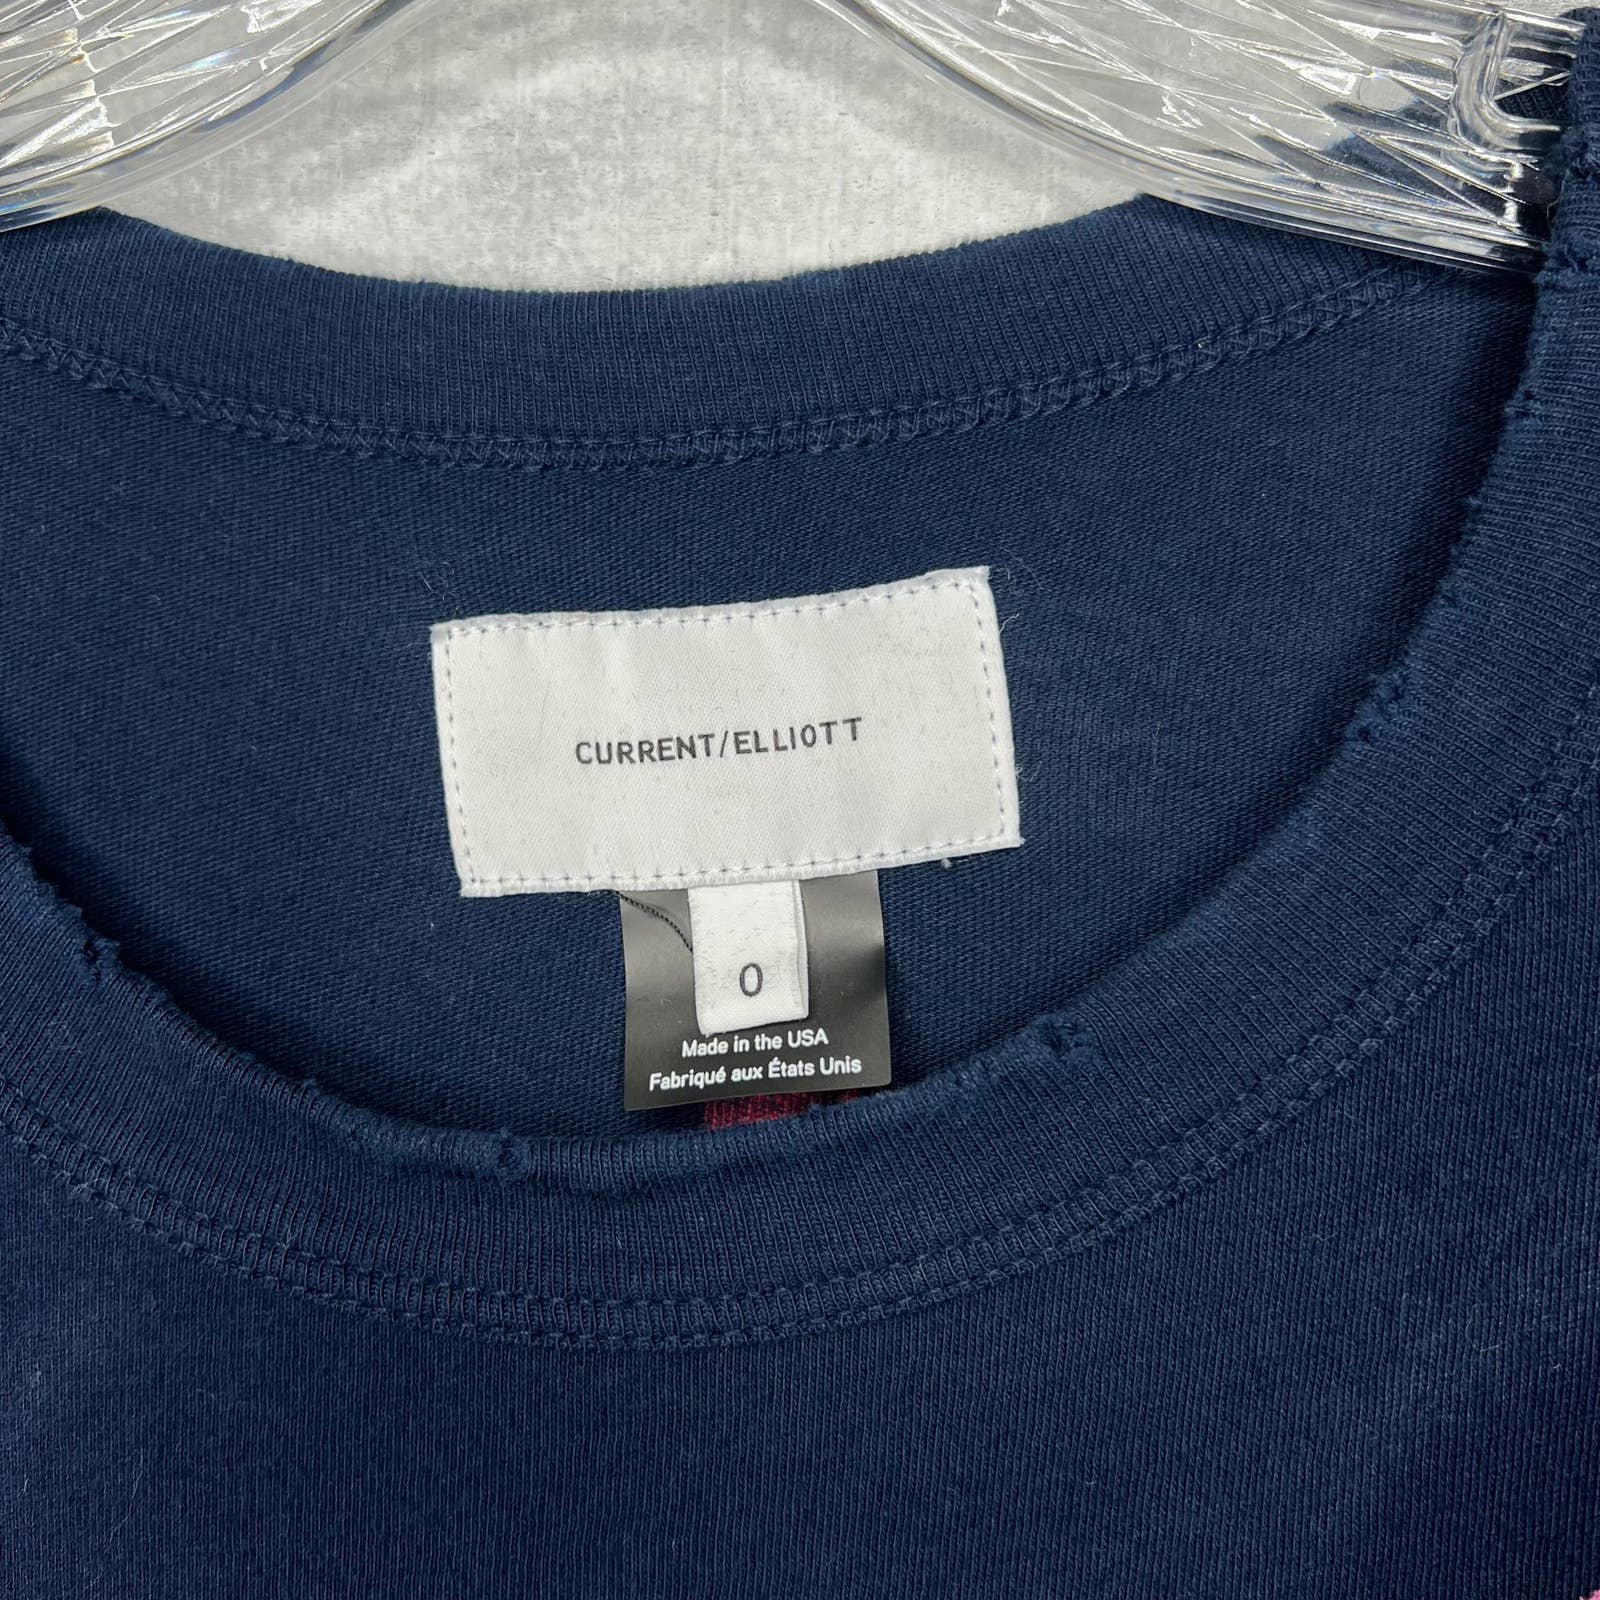 CURRENT/ELLIOTT
0
Made in the USA
Fabriqué aux États Unis